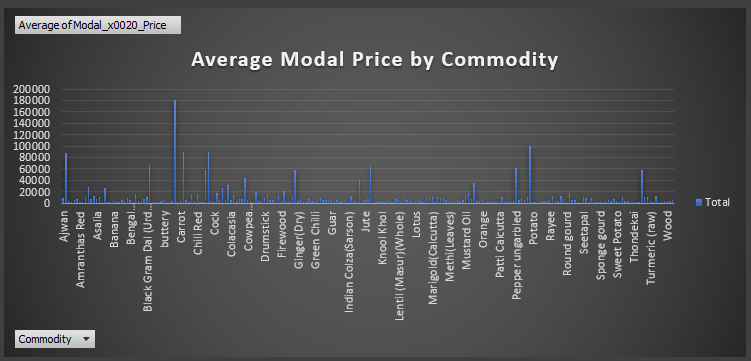 Average of Modal_x0020_Price
Average Modal Price by Commodity
200000
180000
160000
140000
120000
100000
80000
60000
40000
20000
0
Ajwan
Amranthas Red
Asalia
Banana
Bengal…
Black Gram Dal (Urd…
buttery
Carrot
Chili Red
Cock
Colacasia
Cowpea…
Drumstick
Firewood
Ginger(Dry)
Green Chilli
Guar
Indian Colza(Sarson)
Jute
Knool Khol
Lentil (Masur)(Whole)
Lotus
Marigold(Calcutta)
Methi(Leaves)
Mustard Oil
Orange
Patti Calcutta
Pepper ungarbled
Potato
Rayee
Round gourd
Seetapal
Sponge gourd
Sweet Potato
Thondekai
Turmeric (raw)
Wood
Total
Commodity